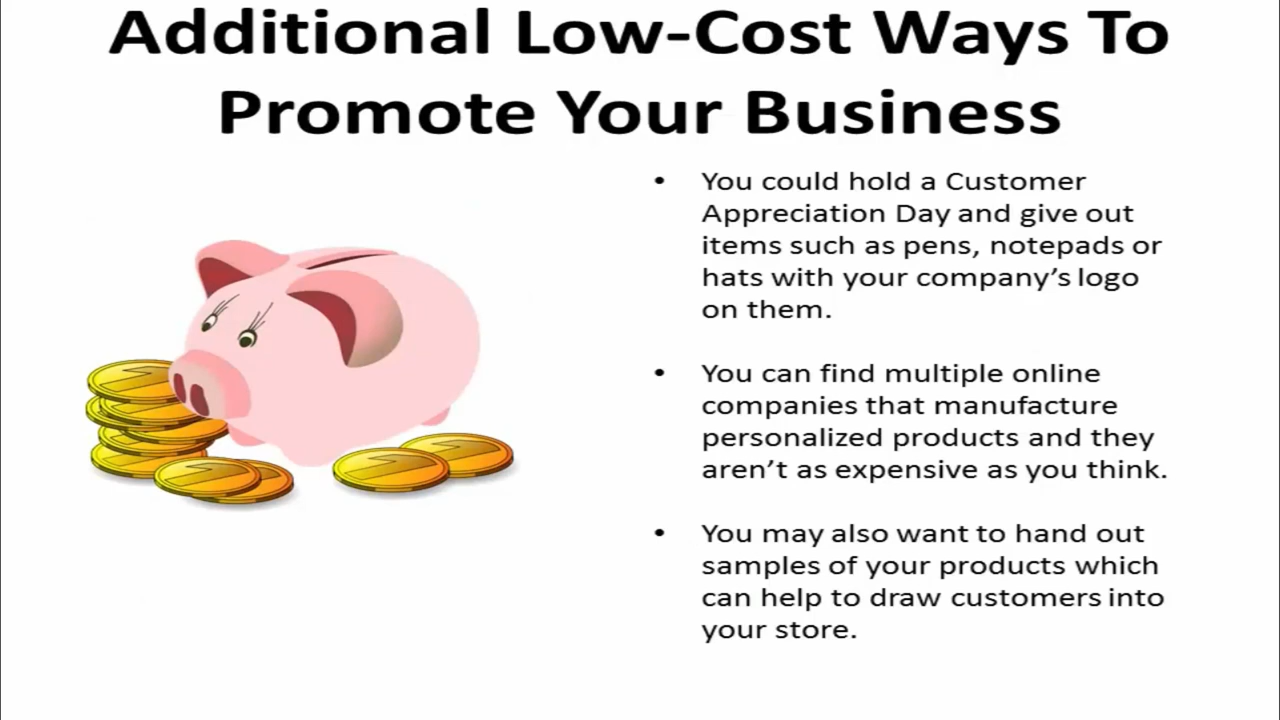 Additional Low-Cost Ways To
Promote Your Business
• You could hold a Customer
Appreciation Day and give out
items such as pens, notepads or
hats with your company’s logo
on them.
• You can find multiple online
companies that manufacture
personalized products and they
aren’t as expensive as you think.
• You may also want to hand out
samples of your products which
can help to draw customers into
your store.